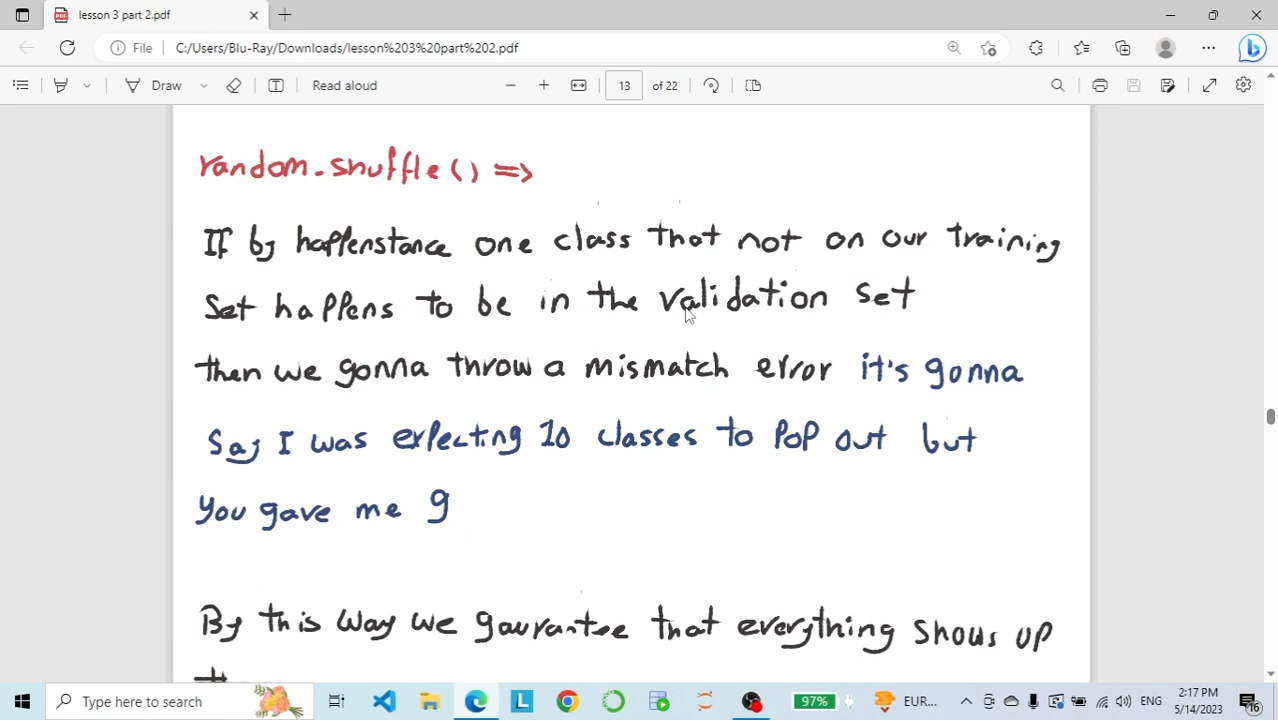 lesson 3 part 2.pdf
File C:/Users/Blu-Ray/Downloads/lesson%203%20part%202.pdf
Draw Read aloud 13 of 22
random.shuffle() =>
If by happenstance one class that not on our training
Set happens to be in the validation set
then we gonna throw a mismatch error it's gonna
Say I was expecting 10 classes to pop out but
You gave me 9
By this way we gaurantee that everything shows up
Type here to search 97% EUR... ENG 2:17 PM
5/14/2023 16